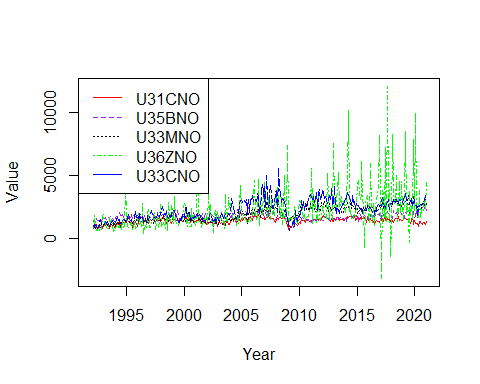 U31CNO
U35BNO
U33MNO
U36ZNO
U33CNO
Value
10000
5000
0
1995
2000
2005
2010
2015
2020
Year